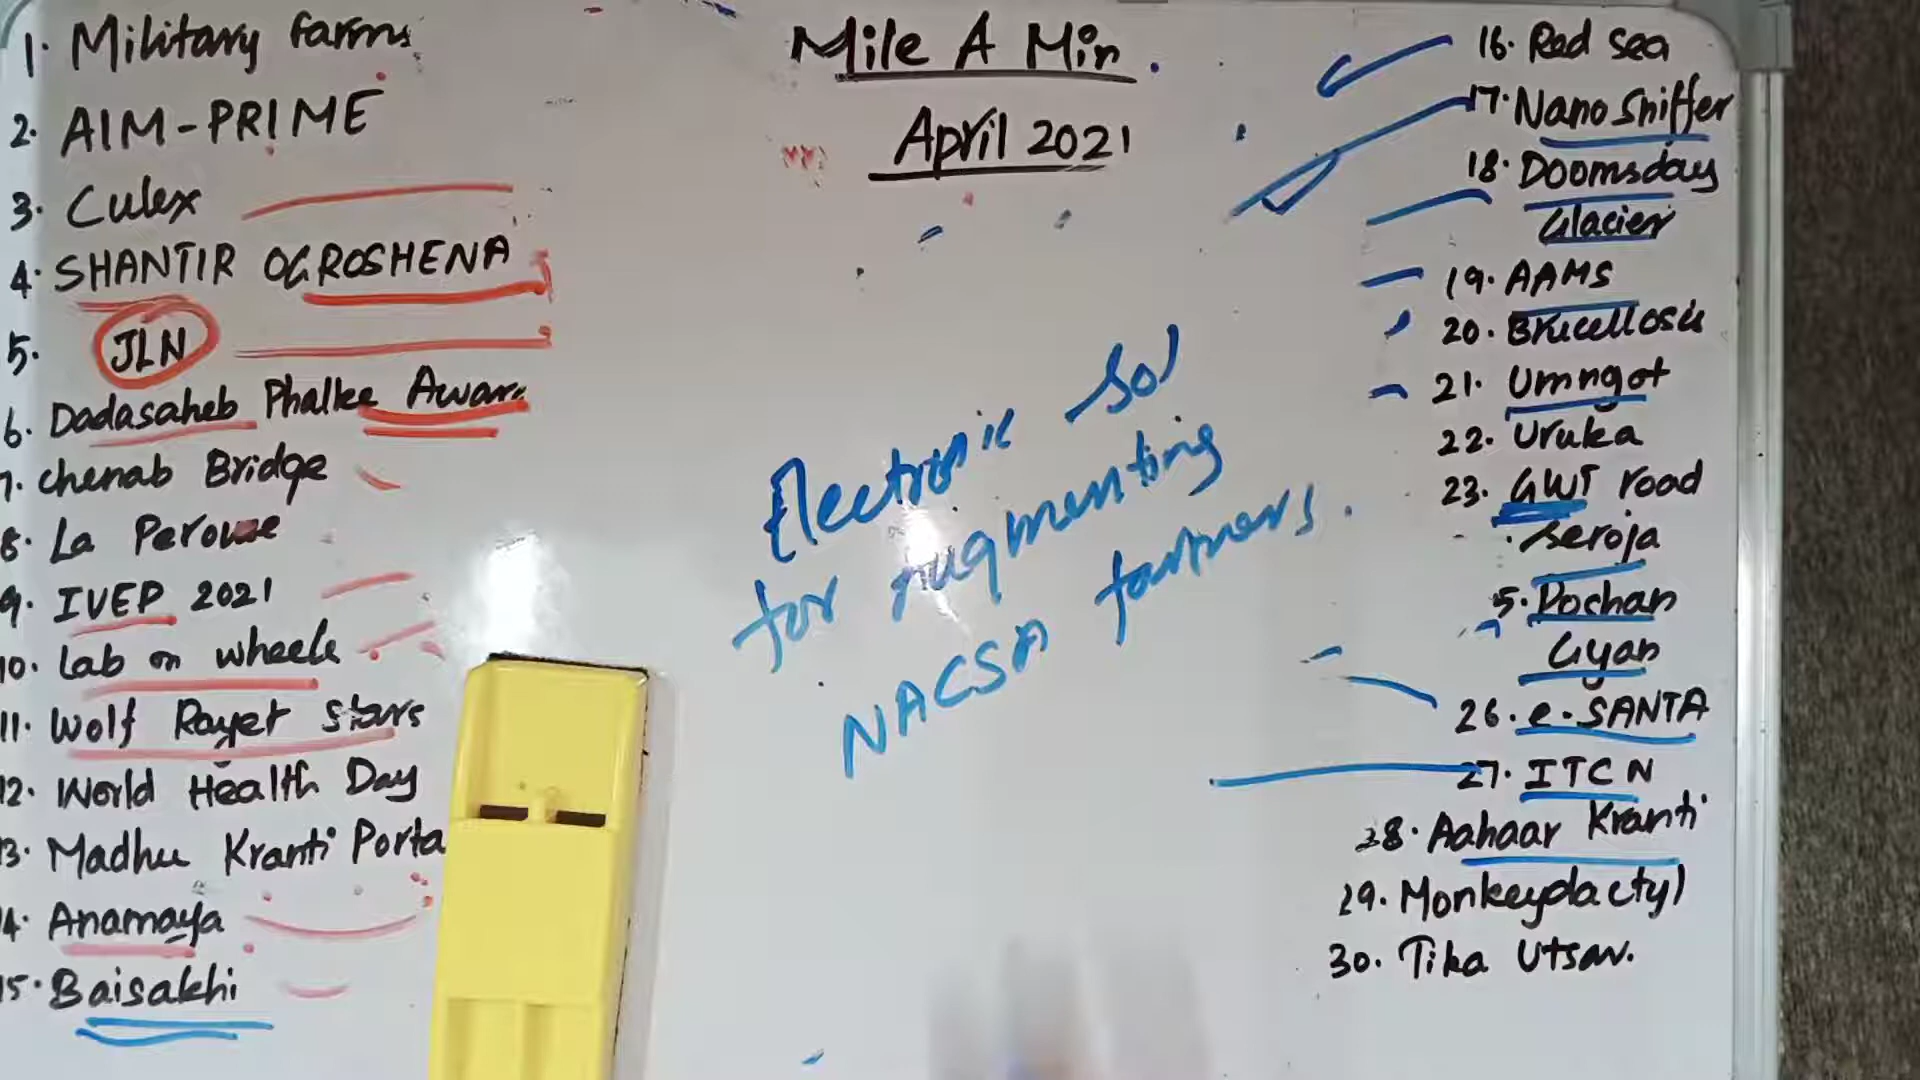 1. Military farms
2. AIM-PRIME
3. Culex
4. SHANTIR OGROSHENA
5. JLN
6. Dadasaheb Phalke Awar
7. Chenab Bridge
8. La Perouse
9. IVEP 2021
10. Lab on wheels
11. Wolf Rayet Stars
12. World Health Day
13. Madhu Kranti Porta
14. Anamaya
15. Baisakhi
Mile A Min
April 2021
Electronic Sol
for augmenting
NACSA farmers.
16. Red sea
17. Nano Sniffer
18. Doomsday
Glacier
19. AAMS
20. Brucellosis
21. Umngot
22. Uruka
23. GWT road
Seroja
5. Poshan
Gyan
26. e-SANTA
27. ITCN
28. Aahaar Kranti
29. Monkeydactyl
30. Tika Utsav.